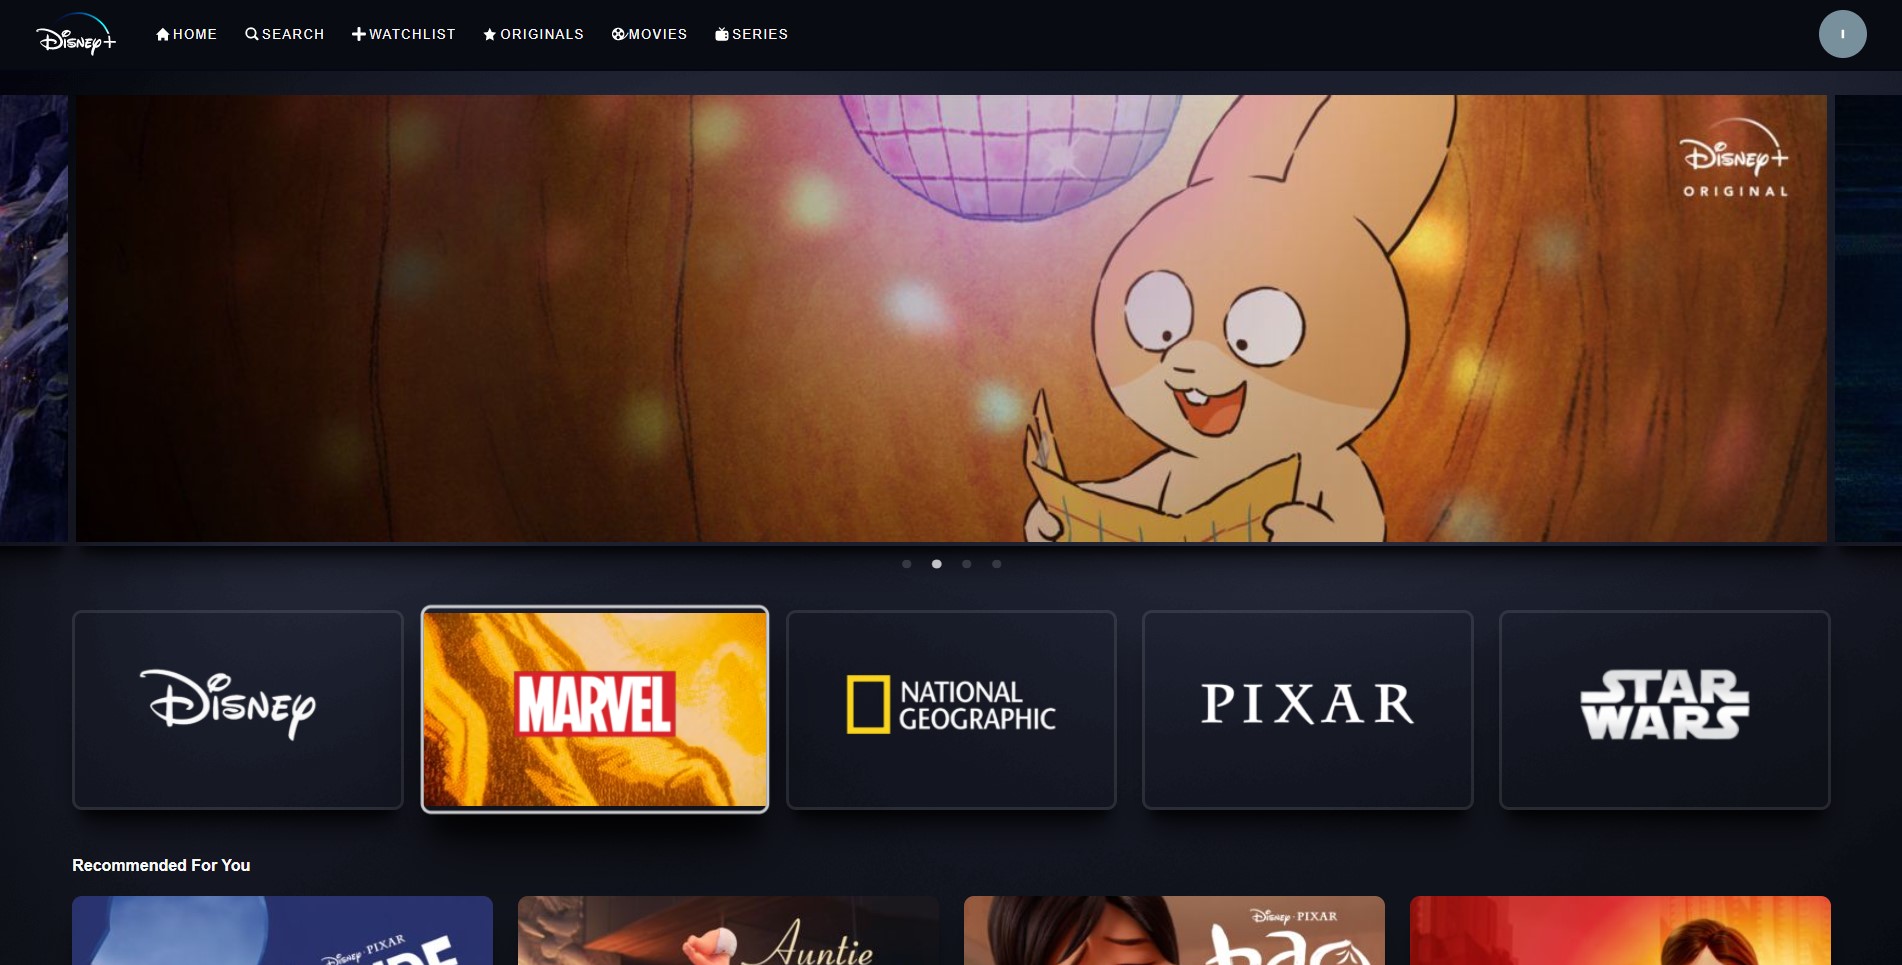 Disney+
HOME
SEARCH
WATCHLIST
ORIGINALS
MOVIES
SERIES
I
Disney+
ORIGINAL
Disney
MARVEL
NATIONAL
GEOGRAPHIC
PIXAR
STAR
WARS
Recommended For You
Disney · PIXAR
Auntie
Disney · PIXAR
bao